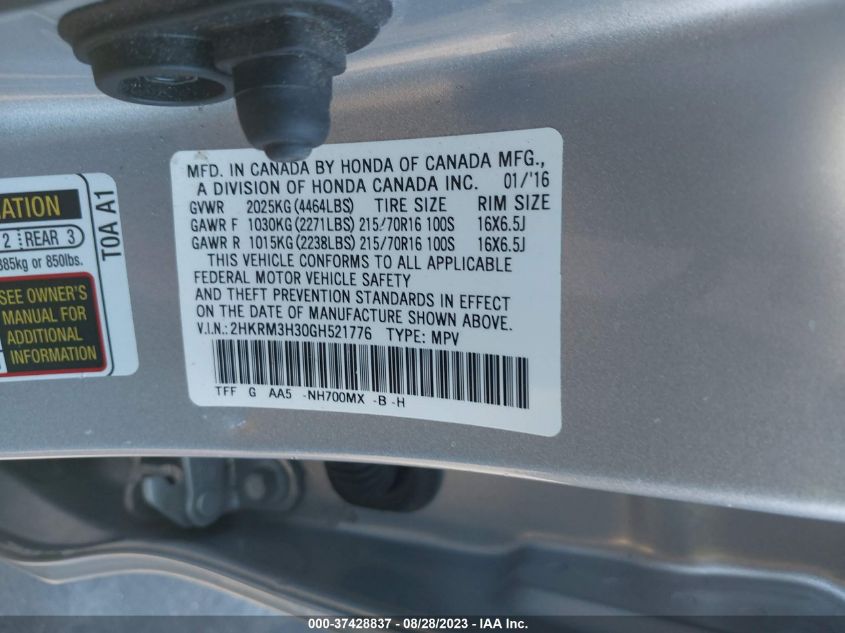 MFD. IN CANADA BY HONDA OF CANADA MFG.,
A DIVISION OF HONDA CANADA INC. 01/'16
GVWR 2025KG (4464LBS) TIRE SIZE RIM SIZE
GAWR F 1030KG (2271LBS) 215/70R16 100S 16X6.5J
GAWR R 1015KG (2238LBS) 215/70R16 100S 16X6.5J
THIS VEHICLE CONFORMS TO ALL APPLICABLE
FEDERAL MOTOR VEHICLE SAFETY
AND THEFT PREVENTION STANDARDS IN EFFECT
ON THE DATE OF MANUFACTURE SHOWN ABOVE.
V.I.N.: 2HKRM3H30GH521776 TYPE: MPV
TFF G AA5 -NH700MX -B -H
ATION
2 REAR 3
385kg or 850lbs.
SEE OWNER'S
MANUAL FOR
ADDITIONAL
INFORMATION
T0A A1
000-37428837 - 08/28/2023 - IAA Inc.